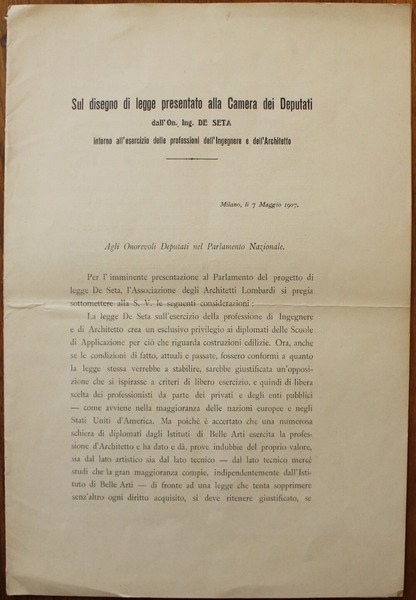 Sul disegno di legge presentato alla Camera dei Deputati
dall'On. Ing. DE SETA
intorno all'esercizio delle professioni dell'Ingegnere e dell'Architetto
Milano, li 7 Maggio 1907.
Agli Onorevoli Deputati nel Parlamento Nazionale.
Per l'imminente presentazione al Parlamento del progetto di
legge De Seta, l'Associazione degli Architetti Lombardi si pregia
sottomettere alla S. V. le seguenti considerazioni:
La legge De Seta sull'esercizio della professione di Ingegnere
e di Architetto crea un esclusivo privilegio ai diplomati delle Scuole
di Applicazione per ciò che riguarda costruzioni edilizie. Ora, anche
se le condizioni di fatto, attuali e passate, fossero conformi a quanto
la legge stessa verrebbe a stabilire, sarebbe giustificata un'opposi-
zione che si ispirasse a criteri di libero esercizio, e quindi di libera
scelta dei professionisti da parte dei privati e degli enti pubblici
— come avviene nella maggioranza delle nazioni europee e negli
Stati Uniti d'America. Ma poichè è accertato che una numerosa
schiera di diplomati dagli Istituti di Belle Arti esercita la profes-
sione d'Architetto e ha dato e dà, prove indubbie del proprio valore,
sia dal lato artistico sia dal lato tecnico — dal lato tecnico mercè
studi che la gran maggioranza compie, indipendentemente dall'Isti-
tuto di Belle Arti — di fronte ad una legge che tenta sopprimere
senz'altro ogni diritto acquisito, si deve ritenere giustificato, se